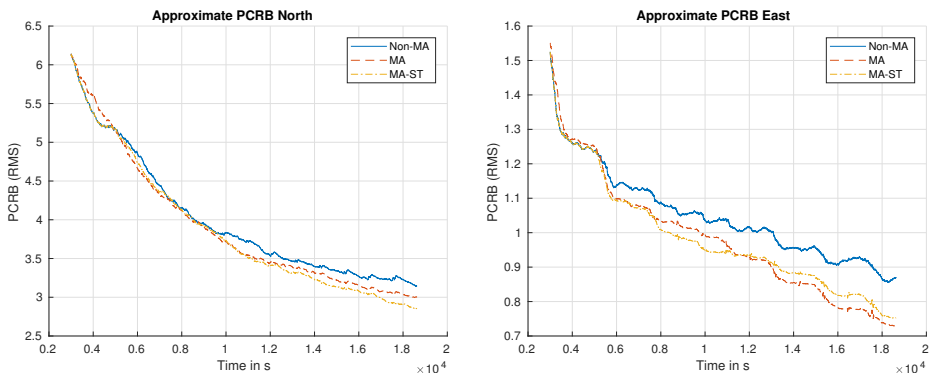 Approximate PCRB North
6.5
6
5.5
5
4.5
4
3.5
3
2.5
PCRB (RMS)
Non-MA
MA
MA-ST
0.2 0.4 0.6 0.8 1 1.2 1.4 1.6 1.8 2
Time in s
×10^4
Approximate PCRB East
1.6
1.5
1.4
1.3
1.2
1.1
1
0.9
0.8
0.7
PCRB (RMS)
Non-MA
MA
MA-ST
0.2 0.4 0.6 0.8 1 1.2 1.4 1.6 1.8 2
Time in s
×10^4